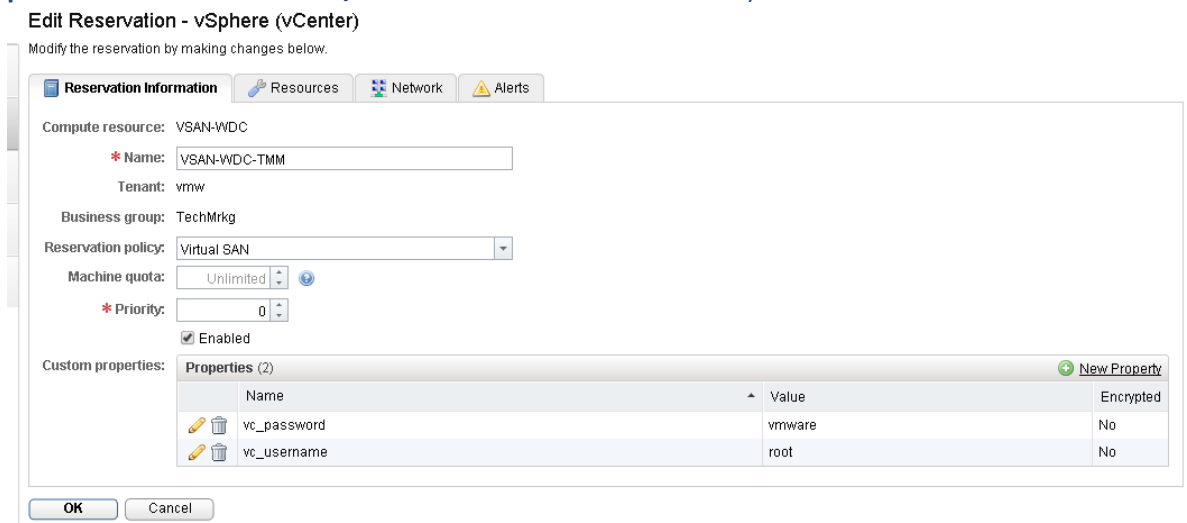 Edit Reservation - vSphere (vCenter)
Modify the reservation by making changes below.
Reservation Information Resources Network Alerts
Compute resource: VSAN-WDC
* Name: VSAN-WDC-TMM
Tenant: vmw
Business group: TechMrkg
Reservation policy: Virtual SAN
Machine quota: Unlimited
* Priority: 0
Enabled
Custom properties: Properties (2) New Property
Name Value Encrypted
vc_password vmware No
vc_username root No
OK Cancel